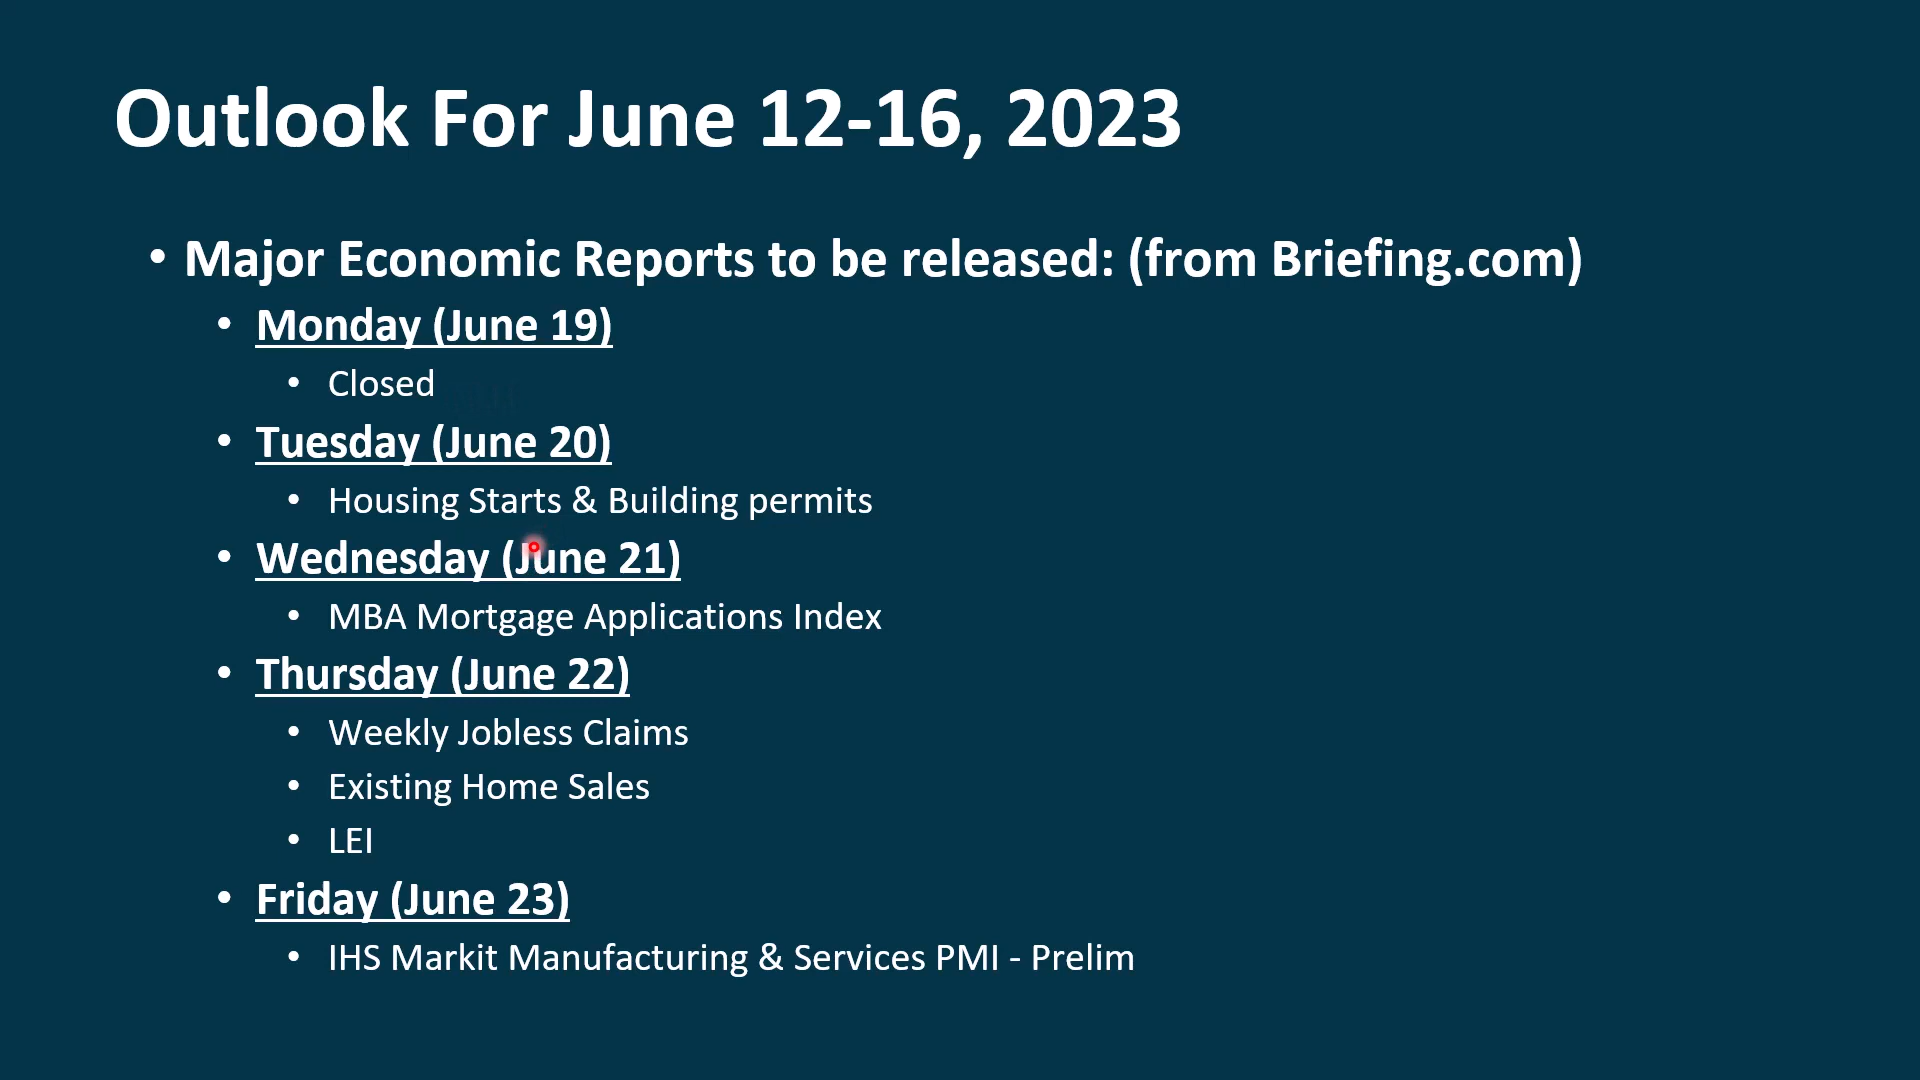 Outlook For June 12-16, 2023
• Major Economic Reports to be released: (from Briefing.com)
• Monday (June 19)
• Closed
• Tuesday (June 20)
• Housing Starts & Building permits
• Wednesday (June 21)
• MBA Mortgage Applications Index
• Thursday (June 22)
• Weekly Jobless Claims
• Existing Home Sales
• LEI
• Friday (June 23)
• IHS Markit Manufacturing & Services PMI - Prelim